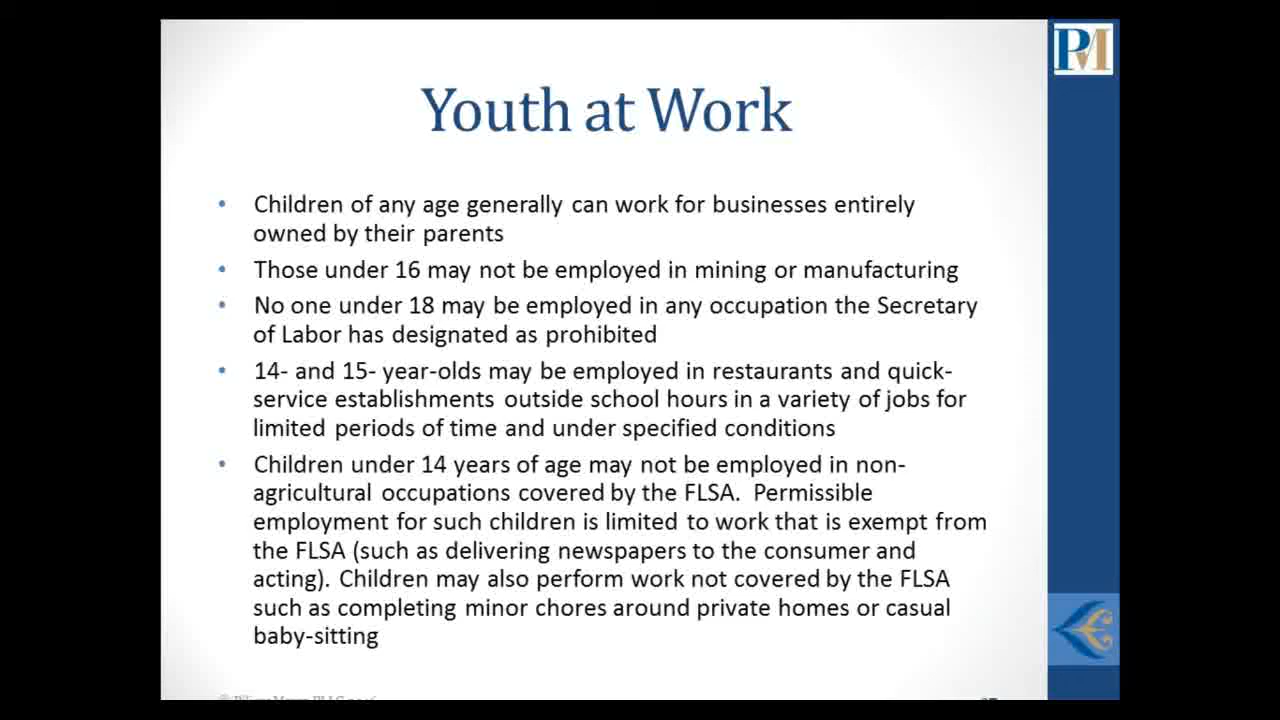 PM
Youth at Work
• Children of any age generally can work for businesses entirely
owned by their parents
• Those under 16 may not be employed in mining or manufacturing
• No one under 18 may be employed in any occupation the Secretary
of Labor has designated as prohibited
• 14- and 15- year-olds may be employed in restaurants and quick-
service establishments outside school hours in a variety of jobs for
limited periods of time and under specified conditions
• Children under 14 years of age may not be employed in non-
agricultural occupations covered by the FLSA.  Permissible
employment for such children is limited to work that is exempt from
the FLSA (such as delivering newspapers to the consumer and
acting). Children may also perform work not covered by the FLSA
such as completing minor chores around private homes or casual
baby-sitting